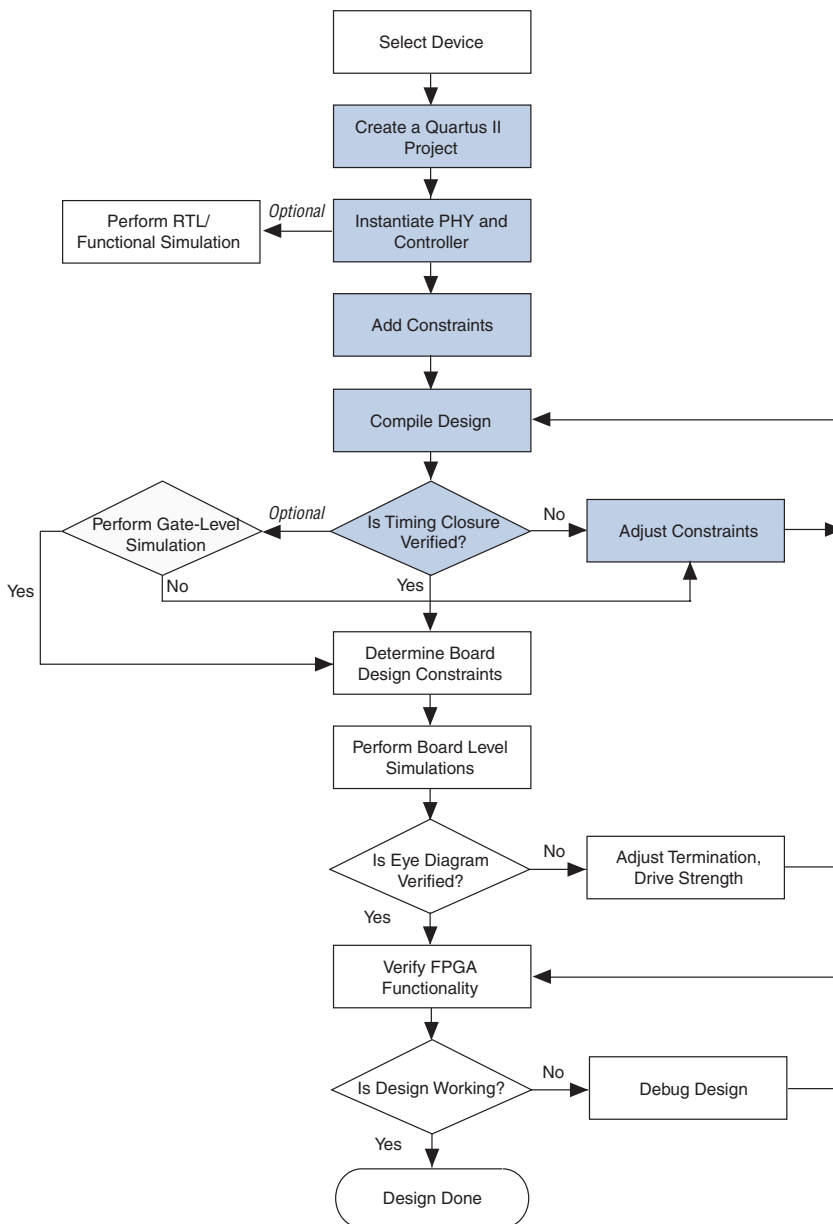 Select Device
Create a Quartus II
Project
Optional
Perform RTL/
Functional Simulation
Instantiate PHY and
Controller
Add Constraints
Compile Design
Perform Gate-Level
Simulation
Optional
Is Timing Closure
Verified?
No
Adjust Constraints
Yes
No
Yes
Determine Board
Design Constraints
Perform Board Level
Simulations
Is Eye Diagram
Verified?
No
Adjust Termination,
Drive Strength
Yes
Verify FPGA
Functionality
Is Design Working?
No
Debug Design
Yes
Design Done